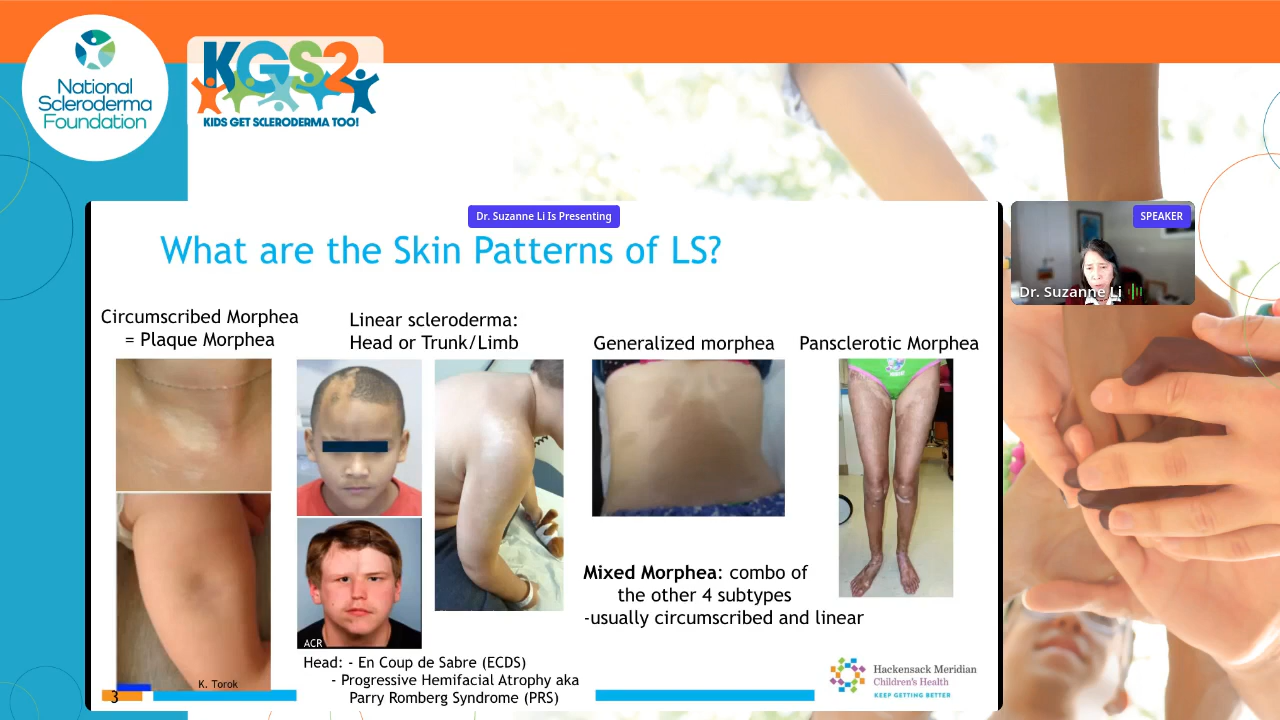 National
Scleroderma
Foundation
KGS2
KIDS GET SCLERODERMA TOO!
Dr. Suzanne Li Is Presenting
SPEAKER
Dr. Suzanne Li
What are the Skin Patterns of LS?
Circumscribed Morphea
= Plaque Morphea
Linear scleroderma:
Head or Trunk/Limb
Generalized morphea
Pansclerotic Morphea
ACR
K. Torok
Mixed Morphea: combo of
the other 4 subtypes
-usually circumscribed and linear
Head: - En Coup de Sabre (ECDS)
- Progressive Hemifacial Atrophy aka
Parry Romberg Syndrome (PRS)
Hackensack Meridian
Children's Health
KEEP GETTING BETTER
3